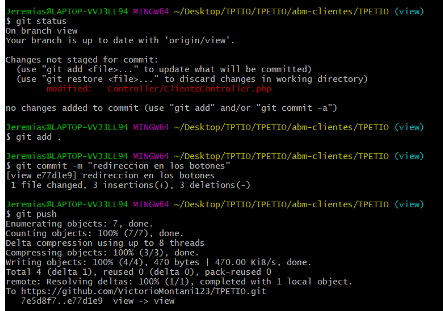 Jeremias@LAPTOP-VVJ3LL94 MINGW64 ~/Desktop/TPTIO/TPETIO/abm-clientes/TPETIO (view)
$ git status
On branch view
Your branch is up to date with 'origin/view'.
Changes not staged for commit:
(use "git add <file>..." to update what will be committed)
(use "git restore <file>..." to discard changes in working directory)
modified: Controller/ClienteController.php
no changes added to commit (use "git add" and/or "git commit -a")
Jeremias@LAPTOP-VVJ3LL94 MINGW64 ~/Desktop/TPTIO/TPETIO/abm-clientes/TPETIO (view)
$ git add .
Jeremias@LAPTOP-VVJ3LL94 MINGW64 ~/Desktop/TPTIO/TPETIO/abm-clientes/TPETIO (view)
$ git commit -m "redireccion en los botones"
[view e77d1e9] redireccion en los botones
1 file changed, 3 insertions(+), 3 deletions(-)
Jeremias@LAPTOP-VVJ3LL94 MINGW64 ~/Desktop/TPTIO/TPETIO/abm-clientes/TPETIO (view)
$ git push
Enumerating objects: 7, done.
Counting objects: 100% (7/7), done.
Delta compression using up to 8 threads
Compressing objects: 100% (3/3), done.
Writing objects: 100% (4/4), 470 bytes | 470.00 KiB/s, done.
Total 4 (delta 1), reused 0 (delta 0), pack-reused 0
remote: Resolving deltas: 100% (1/1), completed with 1 local object.
To https://github.com/VictorioMontani123/TPETIO.git
7e5d8f7..e77d1e9 view -> view